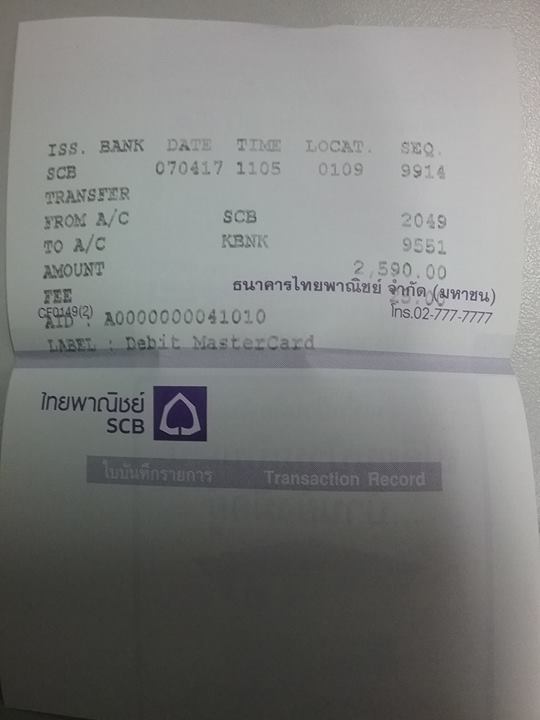 ISS. BANK DATE TIME LOCAT. SEQ.
SCB 070417 1105 0109 9914
TRANSFER
FROM A/C SCB 2049
TO A/C KBNK 9551
AMOUNT 2,590.00
ธนาคารไทยพาณิชย์ จำกัด (มหาชน)
FEE
CF0149(2) โทร.02-777-7777
AID : A0000000041010
LABEL : Debit MasterCard
ไทยพาณิชย์
SCB
ใบบันทึกรายการ Transaction Record